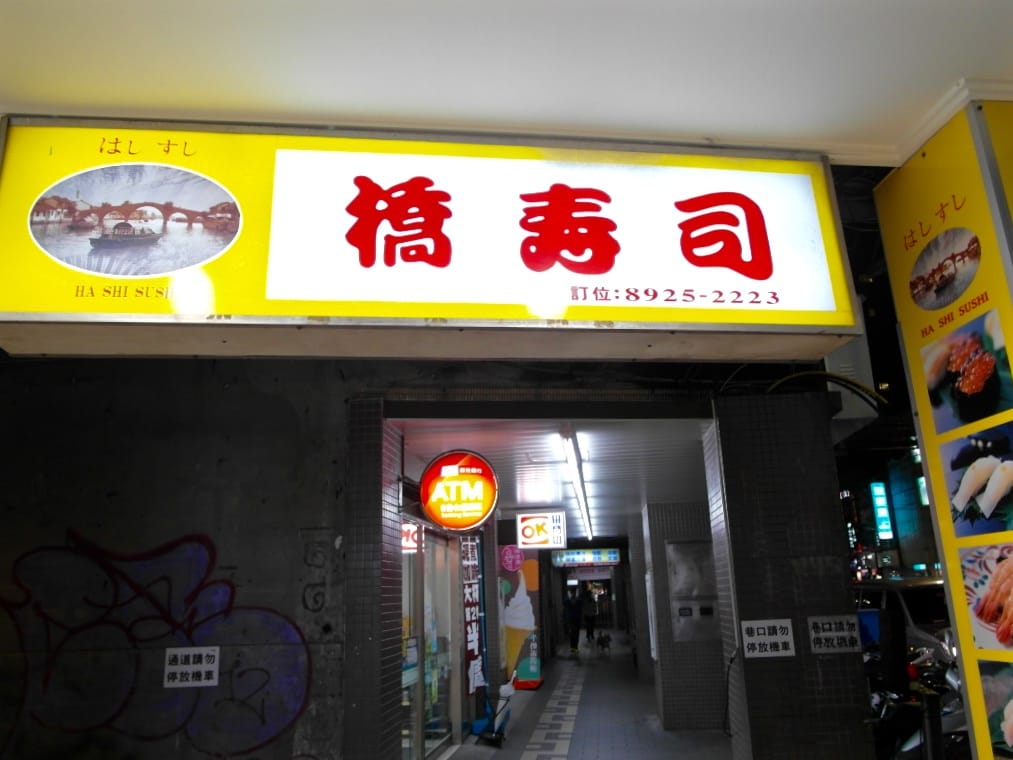 はし すし
HA SHI SUSHI
橋寿司
訂位:8925-2223
はし すし
HA SHI SUSHI
ATM
OK
通道請勿
停放機車
巷口請勿
停放機車
巷口請勿
停放機車